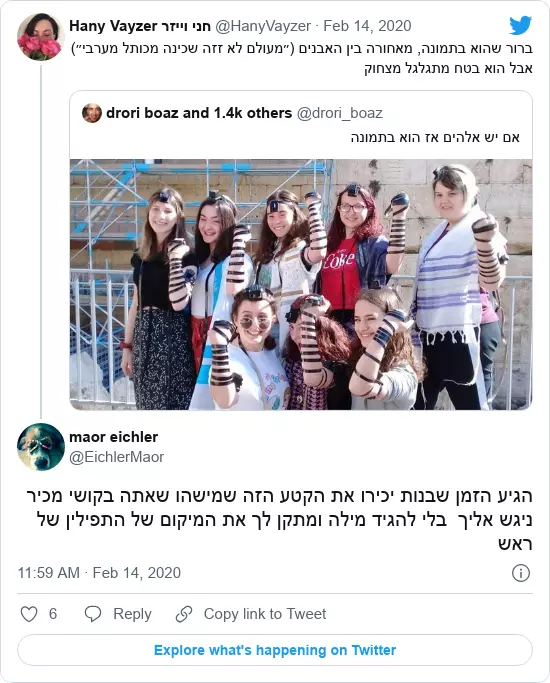 Hany Vayzer חני וייזר @HanyVayzer · Feb 14, 2020
ברור שהוא בתמונה, מאחורה בין האבנים (״מעולם לא זזה שכינה מכותל מערבי״)
אבל הוא בטח מתגלגל מצחוק
drori boaz and 1.4k others @drori_boaz
אם יש אלהים אז הוא בתמונה
COKE
maor eichler
@EichlerMaor
הגיע הזמן שבנות יכירו את הקטע הזה שמישהו שאתה בקושי מכיר
ניגש אליך בלי להגיד מילה ומתקן לך את המיקום של התפילין של
ראש
11:59 AM · Feb 14, 2020
6 Reply Copy link to Tweet
Explore what's happening on Twitter